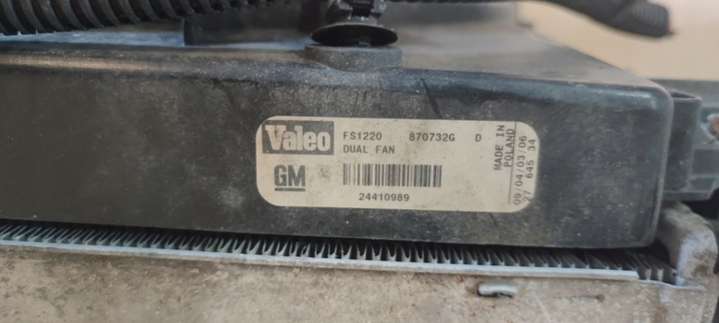 Valeo
FS1220 870732G D
DUAL FAN
GM
24410989
MADE IN
POLAND
09/04/03/06
27 645 34